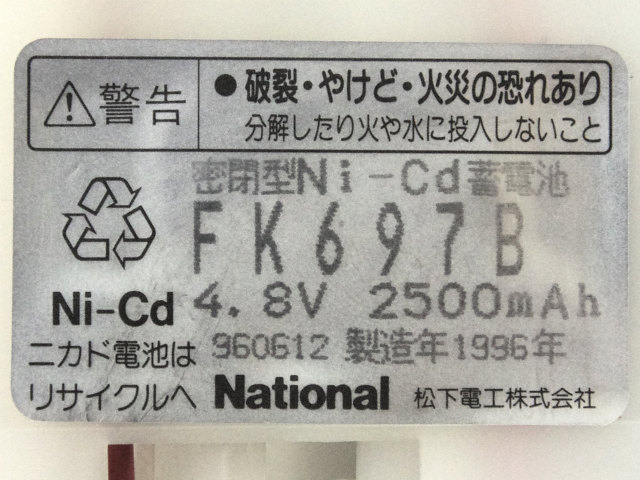 警告
●破裂・やけど・火災の恐れあり
分解したり火や水に投入しないこと
密閉型Ni-Cd蓄電池
FK697B
Ni-Cd
4.8V 2500mAh
ニカド電池は
960612 製造年1996年
リサイクルへ
National 松下電工株式会社